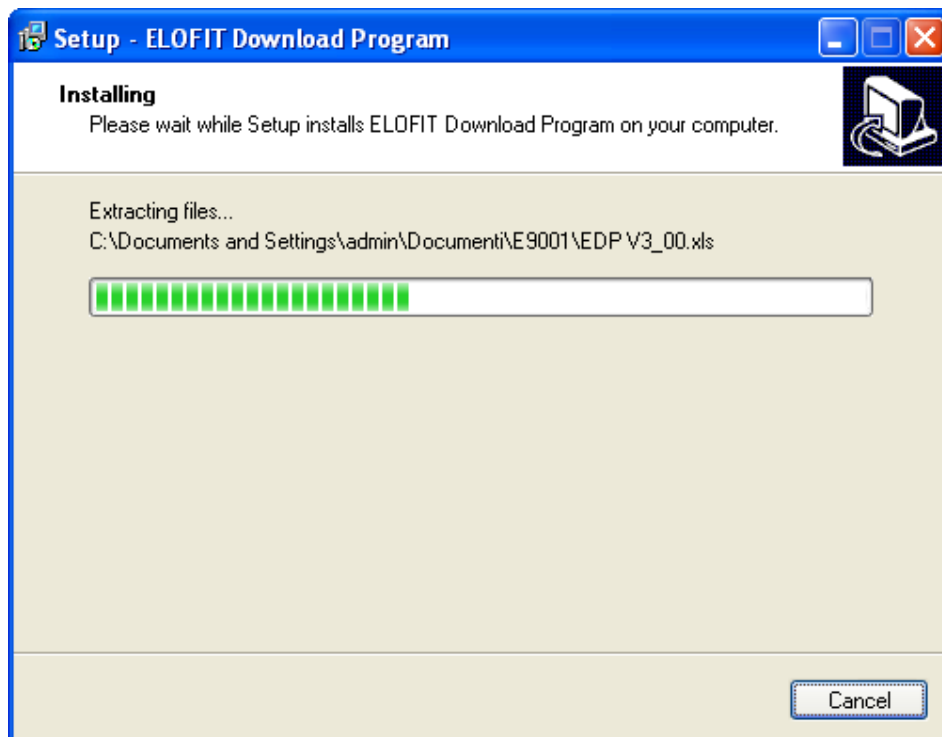 Setup - ELOFIT Download Program
Installing
Please wait while Setup installs ELOFIT Download Program on your computer.
Extracting files...
C:\Documents and Settings\admin\Documenti\E9001\EDP V3_00.xls
Cancel